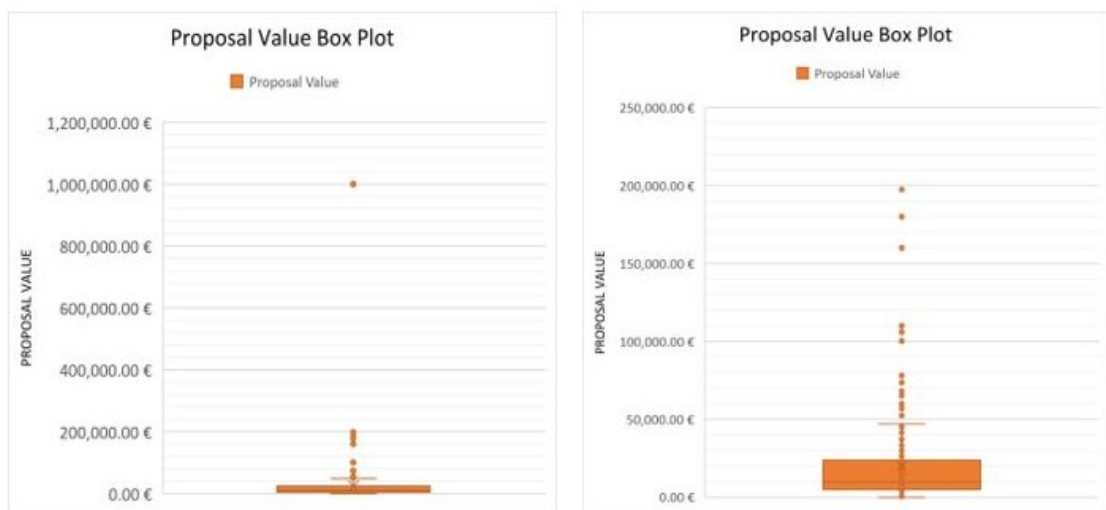 Proposal Value Box Plot
Proposal Value
1,200,000.00 €
1,000,000.00 €
800,000.00 €
600,000.00 €
400,000.00 €
200,000.00 €
0.00 €
PROPOSAL VALUE
Proposal Value Box Plot
Proposal Value
250,000.00 €
200,000.00 €
150,000.00 €
100,000.00 €
50,000.00 €
0.00 €
PROPOSAL VALUE